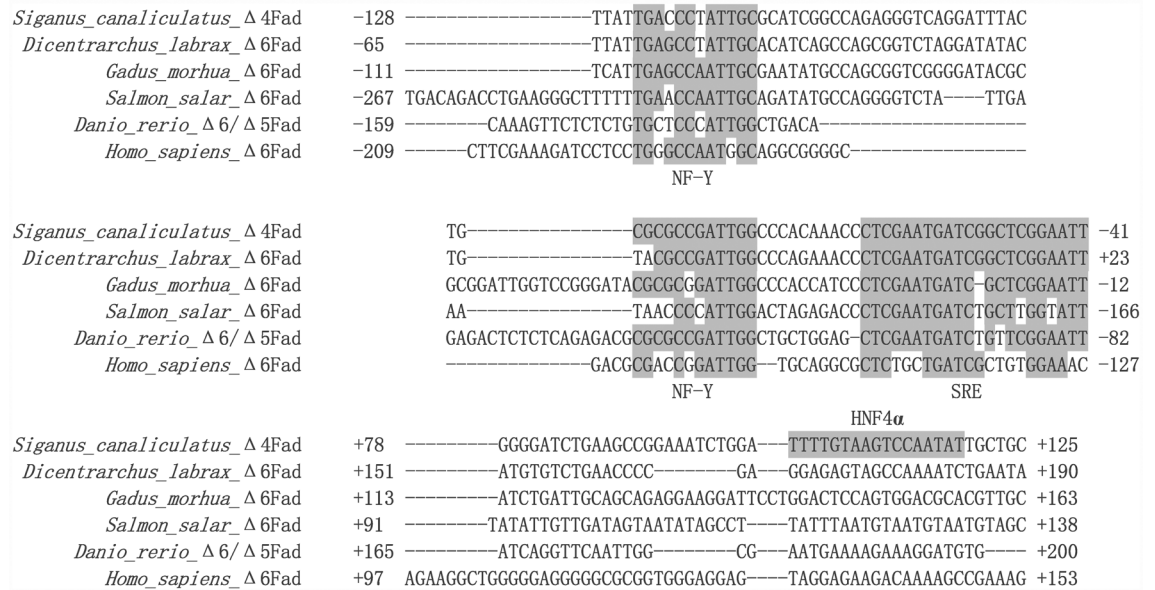 Siganus_canaliculatus_Δ4Fad -128 ------------------TTATTGACCCTATTGCGCATCGGCCAGAGGGTCAGGATTTAC
Dicentrarchus_labrax_Δ6Fad -65 ------------------TTATTGAGCCTATTGCACATCAGCCAGCGGTCTAGGATATAC
Gadus_morhua_Δ6Fad -111 ------------------TCATTGAGCCAATTGCGAATATGCCAGCGGTCGGGGATACGC
Salmon_salar_Δ6Fad -267 TGACAGACCTGAAGGGCTTTTTTGAACCAATTGCAGATATGCCAGGGGTCTA----TTGA
Danio_rerio_Δ6/Δ5Fad -159 --------CAAAGTTCTCTCTGTGCTCCCATTGGCTGACA--------------------
Homo_sapiens_Δ6Fad -209 ------CTTCGAAAGATCCTCCTGGGCCAATGGCAGGCGGGGC-----------------
NF-Y
Siganus_canaliculatus_Δ4Fad TG----------------CGCGCCGATTGGCCCACAAACCCTCGAATGATCGGCTCGGAATT -41
Dicentrarchus_labrax_Δ6Fad TG----------------TACGCCGATTGGCCCAGAAACCCTCGAATGATCGGCTCGGAATT +23
Gadus_morhua_Δ6Fad GCGGATTGGTCCGGGATACGCGCGGATTGGCCCACCATCCCTCGAATGATC-GCTCGGAATT -12
Salmon_salar_Δ6Fad AA----------------TAACCCCATTGGACTAGAGACCCTCGAATGATCTGCTTGGTATT -166
Danio_rerio_Δ6/Δ5Fad GAGACTCTCTCAGAGACGCGCGCCGATTGGCTGCTGGAG-CTCGAATGATCTGTTCGGAATT -82
Homo_sapiens_Δ6Fad --------------GACGCGACCGGATTGG--TGCAGGCGCTCTGCTGATCGCTGTGGAAAC -127
NF-Y SRE
HNF4α
Siganus_canaliculatus_Δ4Fad +78 ---------GGGGATCTGAAGCCGGAAATCTGGA---TTTTGTAAGTCCAATATTGCTGC +125
Dicentrarchus_labrax_Δ6Fad +151 ---------ATGTGTCTGAACCCC--------GA---GGAGAGTAGCCAAAATCTGAATA +190
Gadus_morhua_Δ6Fad +113 ---------ATCTGATTGCAGCAGAGGAAGGATTCCTGGACTCCAGTGGACGCACGTTGC +163
Salmon_salar_Δ6Fad +91 --------TATATTGTTGATAGTAATATAGCCT----TATTTAATGTAATGTAATGTAGC +138
Danio_rerio_Δ6/Δ5Fad +165 ---------ATCAGGTTCAATTGG--------CG---AATGAAAAGAAAGGATGTG---- +200
Homo_sapiens_Δ6Fad +97 AGAAGGCTGGGGGAGGGGGCGCGGTGGGAGGAG----TAGGAGAAGACAAAAGCCGAAAG +153